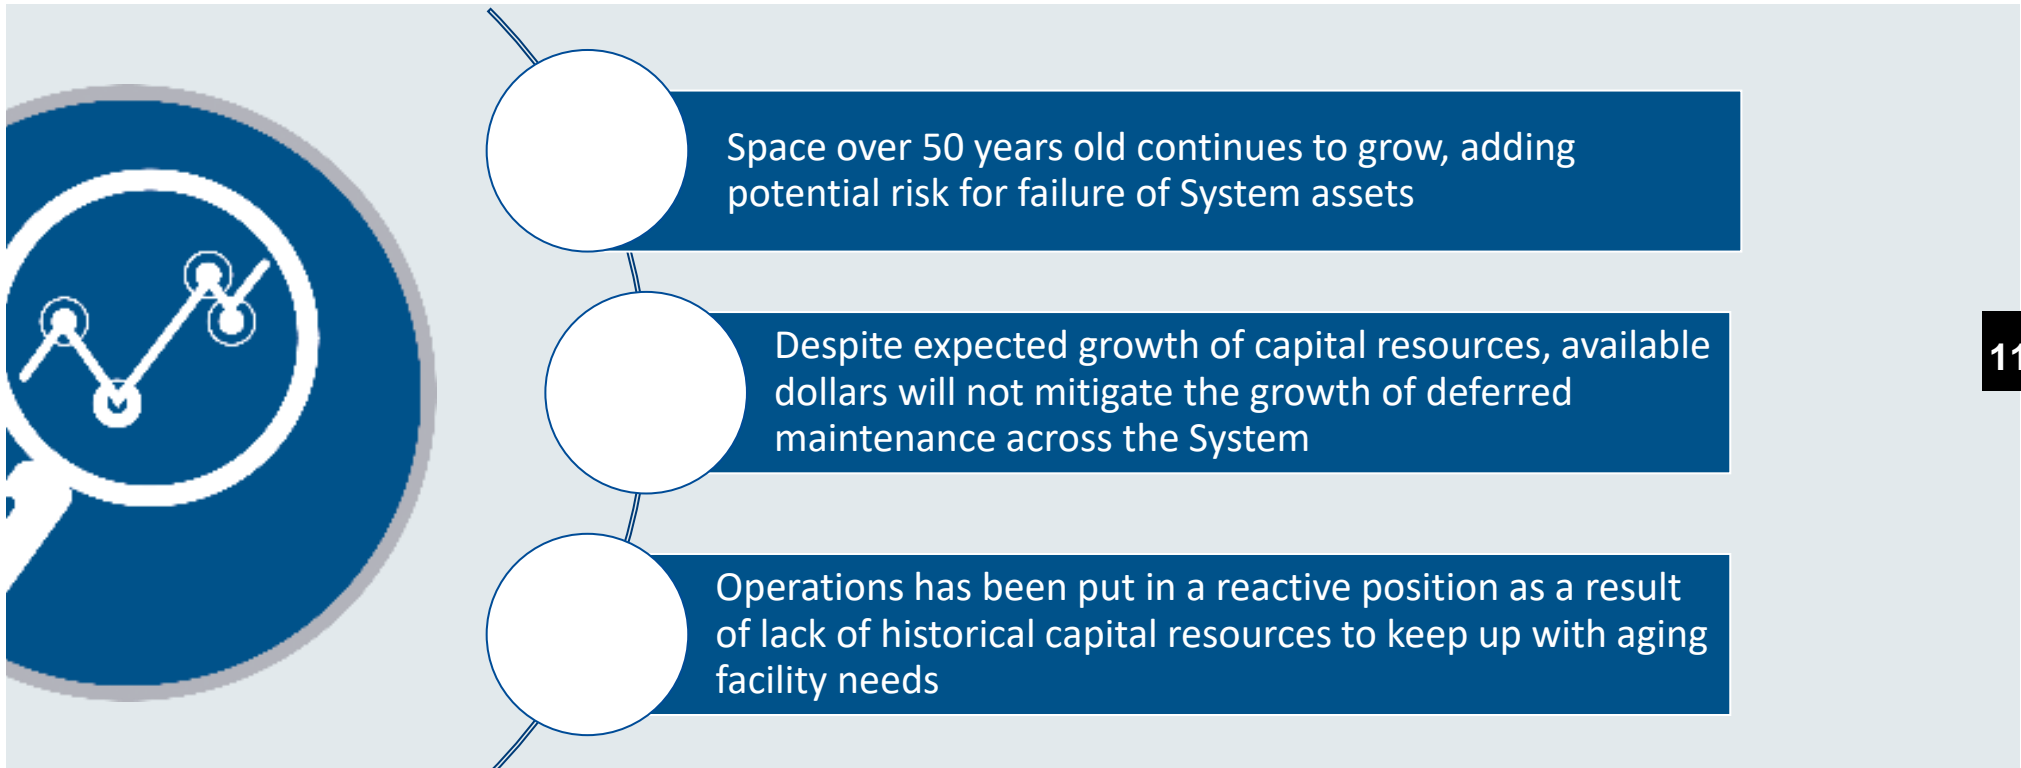 Space over 50 years old continues to grow, adding
potential risk for failure of System assets
Despite expected growth of capital resources, available
dollars will not mitigate the growth of deferred
maintenance across the System
11
Operations has been put in a reactive position as a result
of lack of historical capital resources to keep up with aging
facility needs